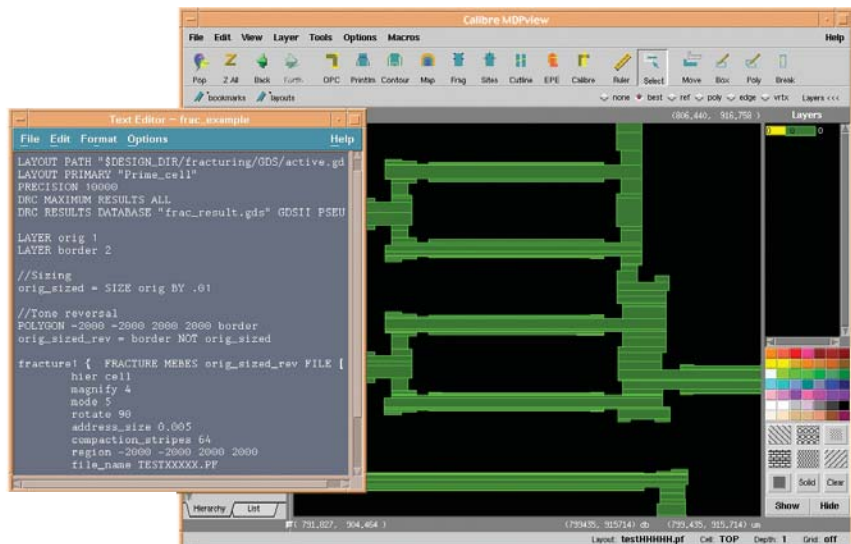 Calibre MDPview
File Edit View Layer Tools Options Macros Help
Pop Z All Back Forth OPC PrintIm Contour Map Frag Sites Cutline EPE Calibre Ruler Select Move Box Poly Break
bookmarks layouts none best ref poly edge vrtx Layers <<<
(806.440, 916.758 ) Layers
0 0 0
Text Editor – frac_example
File Edit Format Options Help
LAYOUT PATH "$DESIGN_DIR/fracturing/GDS/active.gd
LAYOUT PRIMARY "Prime_cell"
PRECISION 10000
DRC MAXIMUM RESULTS ALL
DRC RESULTS DATABASE "frac_result.gds" GDSII PSEU
LAYER orig 1
LAYER border 2
//Sizing
orig_sized = SIZE orig BY .01
//Tone reversal
POLYGON -2000 -2000 2000 2000 border
orig_sized_rev = border NOT orig_sized
fracture1 { FRACTURE MEBES orig_sized_rev FILE [
hier cell
magnify 4
mode 5
rotate 90
address_size 0.005
compaction_stripes 64
region -2000 -2000 2000 2000
file_name TESTXXXXX.PF
Solid Clear
Show Hide
Hierarchy List
( 791.827, 904.464 ) (799435, 915714) db (799.435, 915.714) um
Layout: testHHHHH.pf Cell: TOP Depth: 1 Grid: off